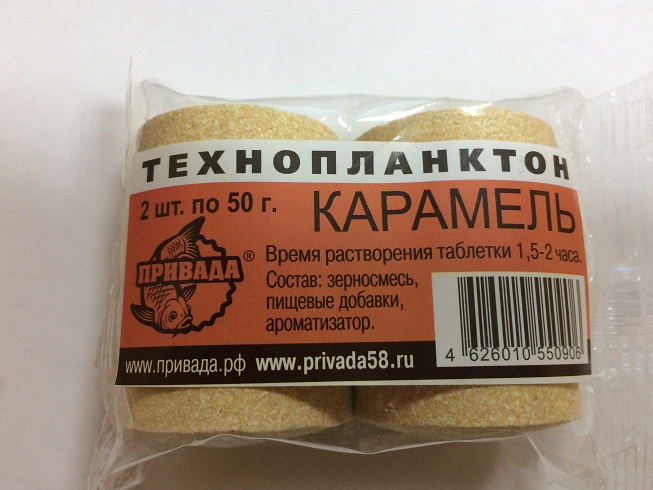 ТЕХНОПЛАНКТОН
2 шт. по 50 г.
КАРАМЕЛЬ
ПРИВАДА®
Время растворения таблетки 1,5-2 часа.
Состав: зерносмесь,
пищевые добавки,
ароматизатор.
4 626010 550906
www.привада.рф www.privada58.ru